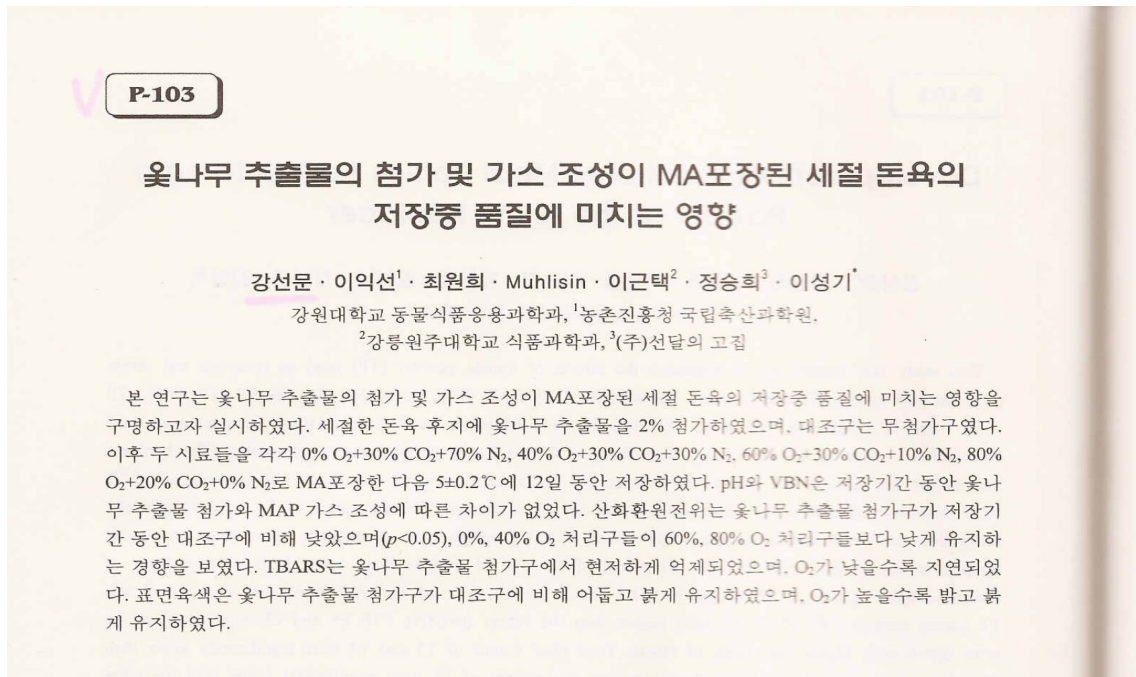 P-103
옻나무 추출물의 첨가 및 가스 조성이 MA포장된 세절 돈육의
저장중 품질에 미치는 영향
강선문 · 이익선¹ · 최원희 · Muhlisin · 이근택² · 정승희³ · 이성기*
강원대학교 동물식품응용과학과, ¹농촌진흥청 국립축산과학원,
²강릉원주대학교 식품과학과, ³(주)선달의 고집
본 연구는 옻나무 추출물의 첨가 및 가스 조성이 MA포장된 세절 돈육의 저장중 품질에 미치는 영향을
구명하고자 실시하였다. 세절한 돈육 후지에 옻나무 추출물을 2% 첨가하였으며, 대조구는 무첨가구였다.
이후 두 시료들을 각각 0% O₂+30% CO₂+70% N₂, 40% O₂+30% CO₂+30% N₂, 60% O₂+30% CO₂+10% N₂, 80%
O₂+20% CO₂+0% N₂로 MA포장한 다음 5±0.2℃에 12일 동안 저장하였다. pH와 VBN은 저장기간 동안 옻나
무 추출물 첨가와 MAP 가스 조성에 따른 차이가 없었다. 산화환원전위는 옻나무 추출물 첨가구가 저장기
간 동안 대조구에 비해 낮았으며(p<0.05), 0%, 40% O₂ 처리구들이 60%, 80% O₂ 처리구들보다 낮게 유지하
는 경향을 보였다. TBARS는 옻나무 추출물 첨가구에서 현저하게 억제되었으며, O₂가 낮을수록 지연되었
다. 표면육색은 옻나무 추출물 첨가구가 대조구에 비해 어둡고 붉게 유지하였으며, O₂가 높을수록 밝고 붉
게 유지하였다.